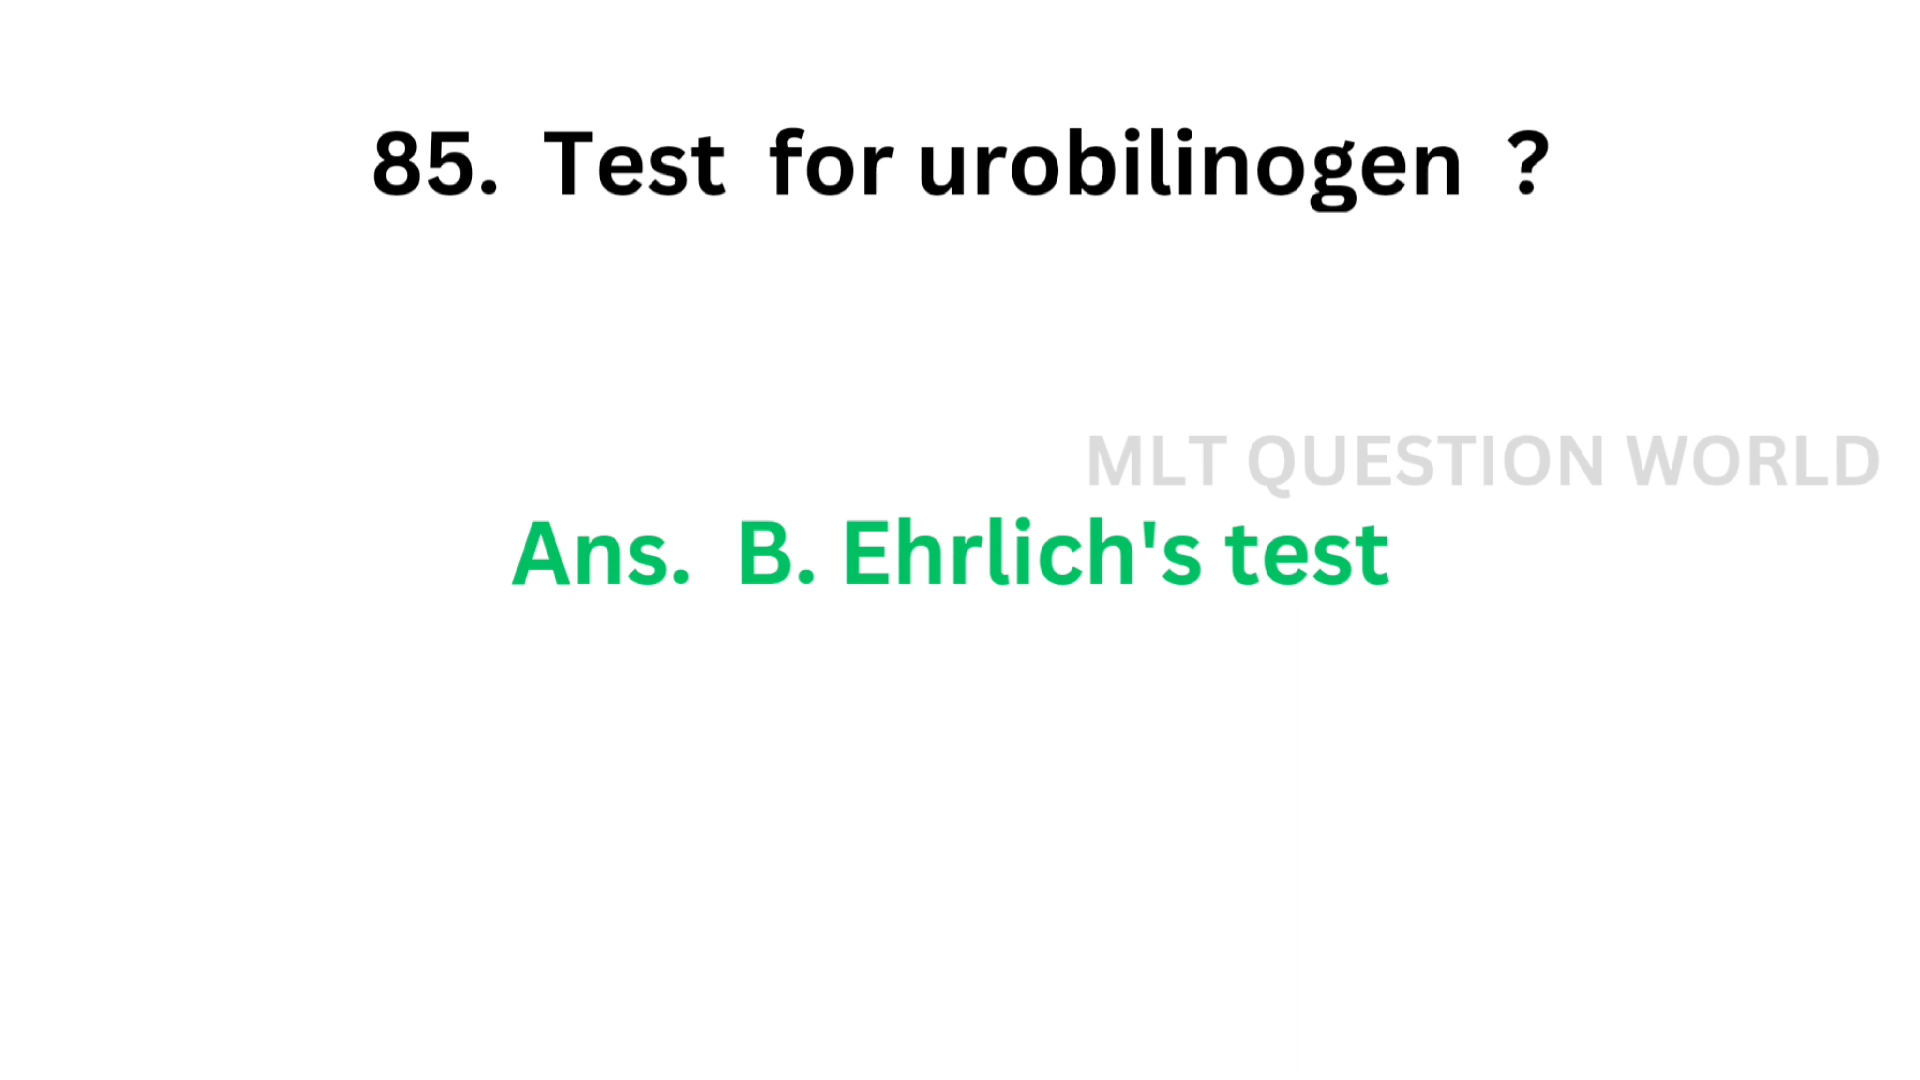 85. Test for urobilinogen ?
MLT QUESTION WORLD
Ans. B. Ehrlich's test